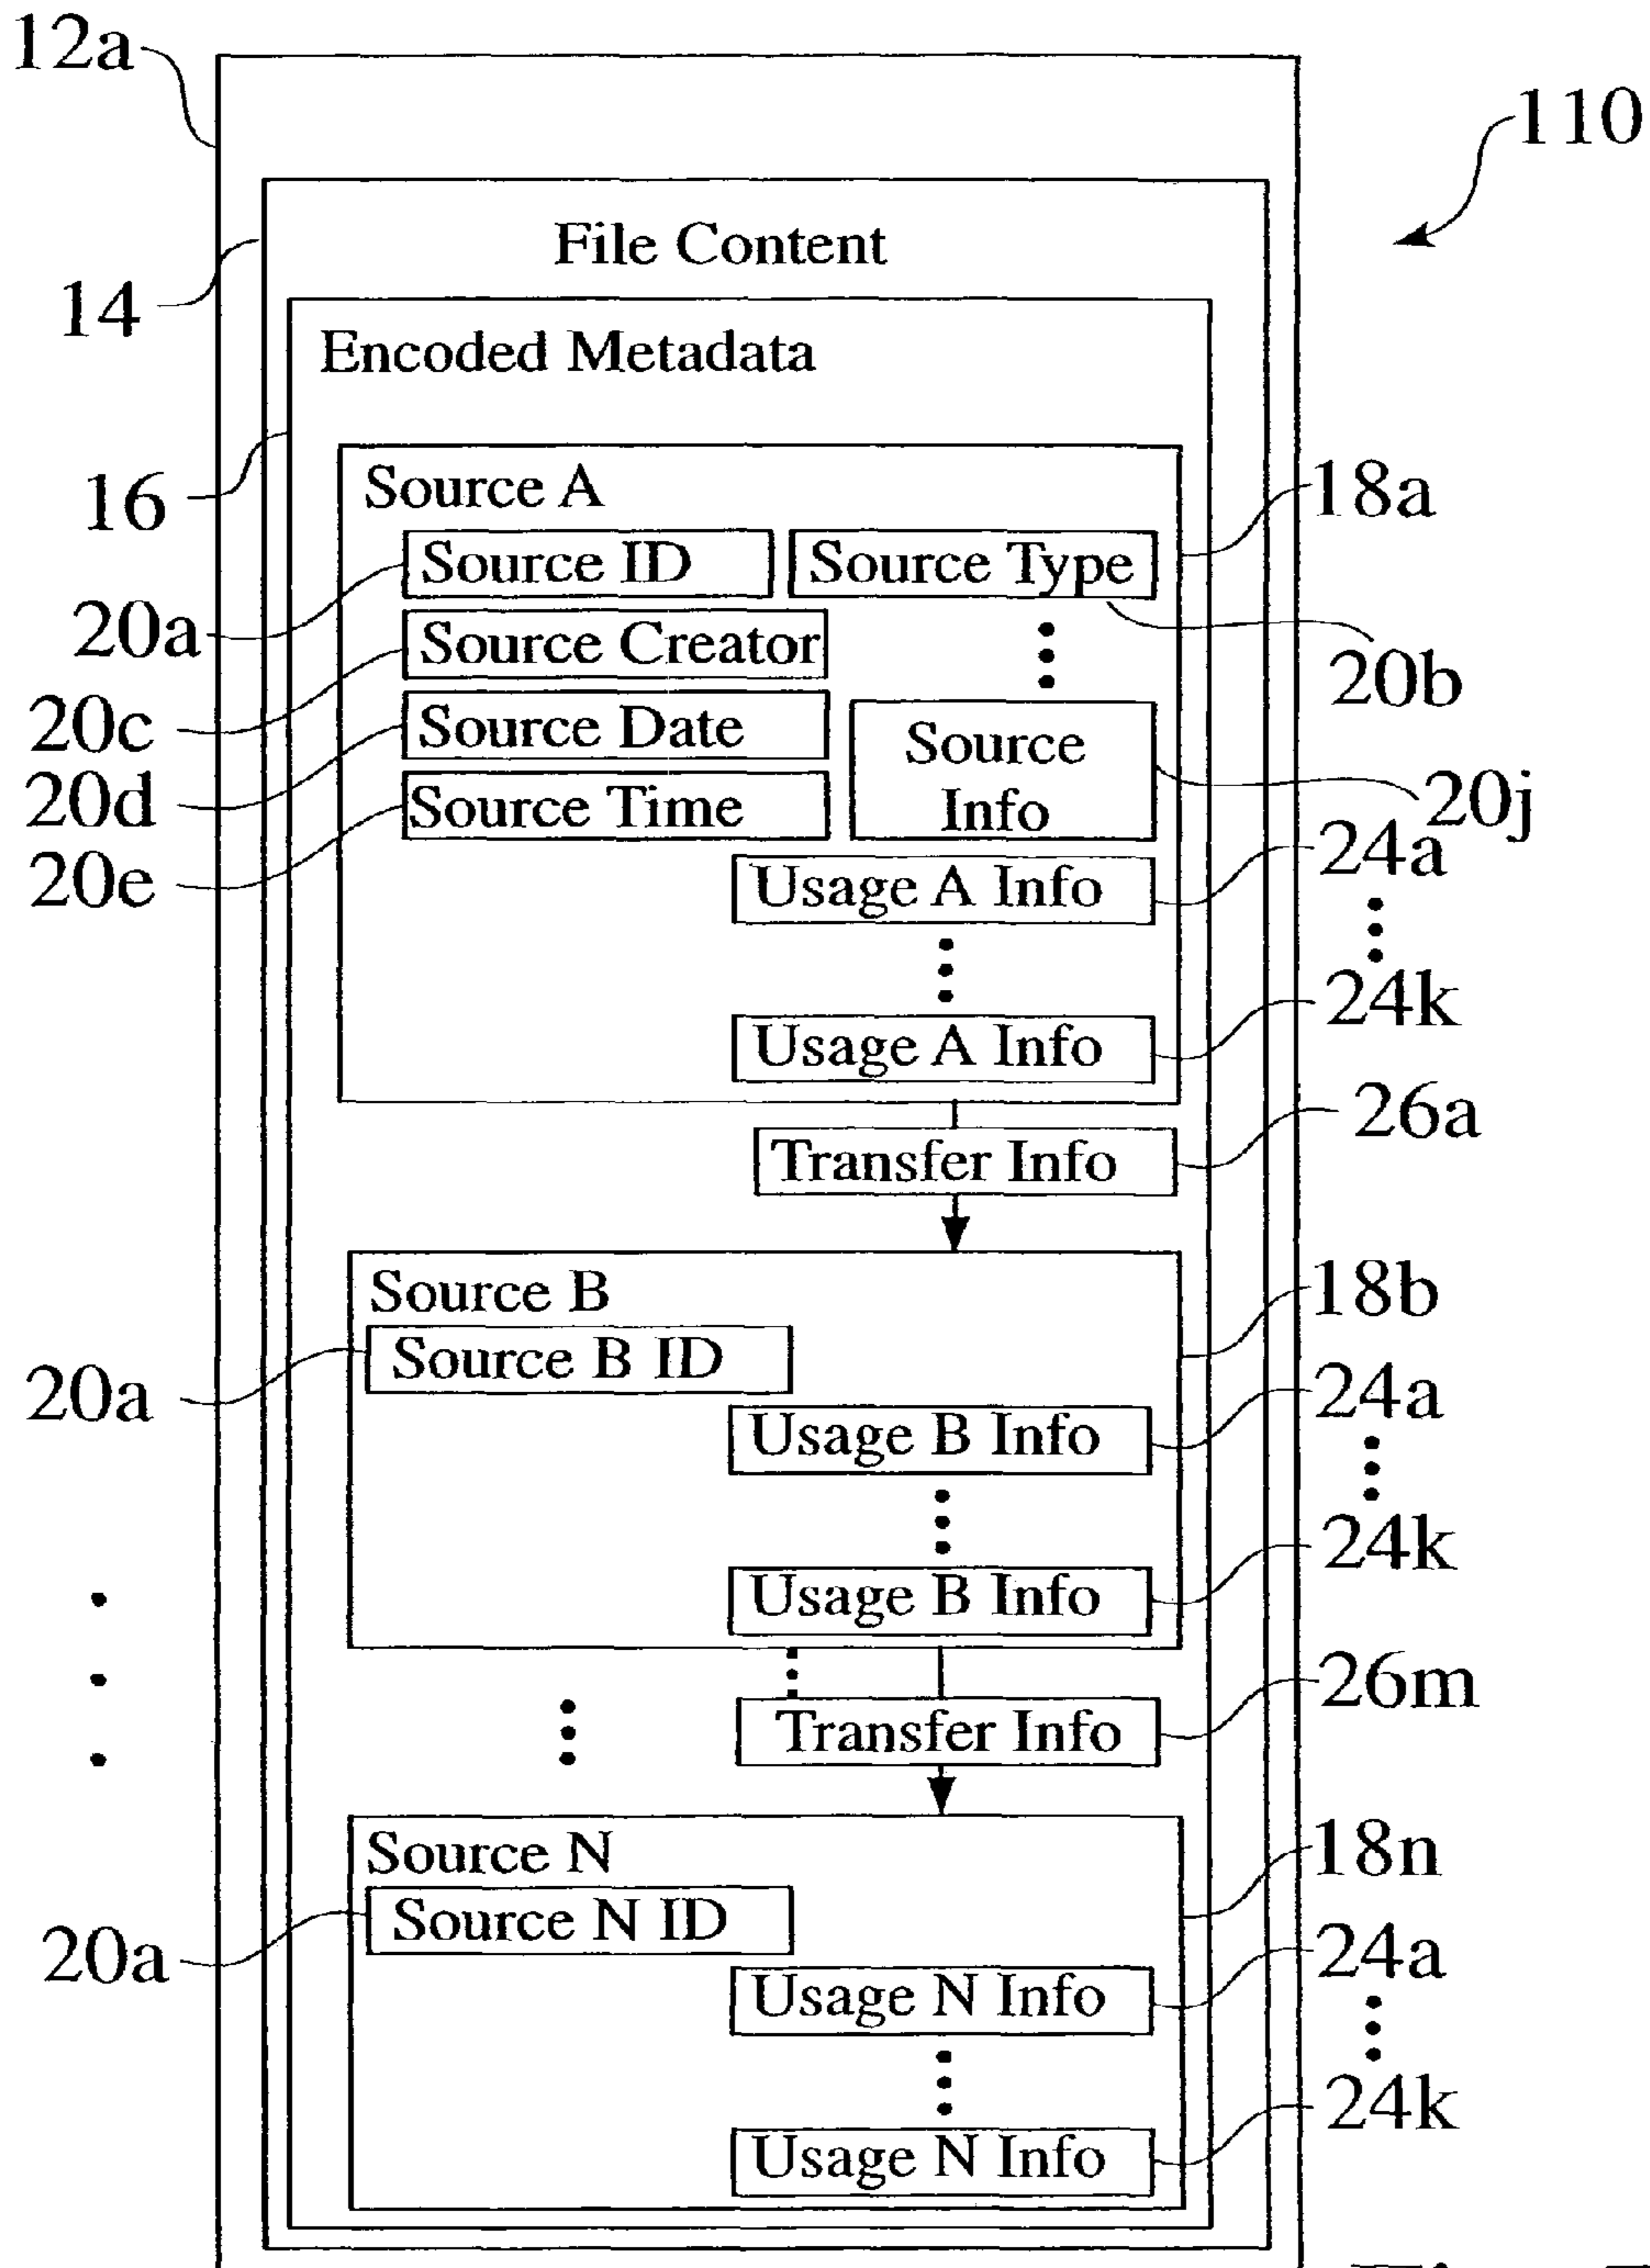 12a
110
File Content
14
Encoded Metadata
16
Source A
18a
Source ID
Source Type
20a
Source Creator
20b
20c
Source Date
Source
Info
20j
20d
Source Time
20e
Usage A Info
24a
Usage A Info
24k
26a
Transfer Info
Source B
18b
Source B ID
20a
24a
Usage B Info
24k
Usage B Info
26m
Transfer Info
Source N
18n
Source N ID
20a
24a
Usage N Info
24k
Usage N Info